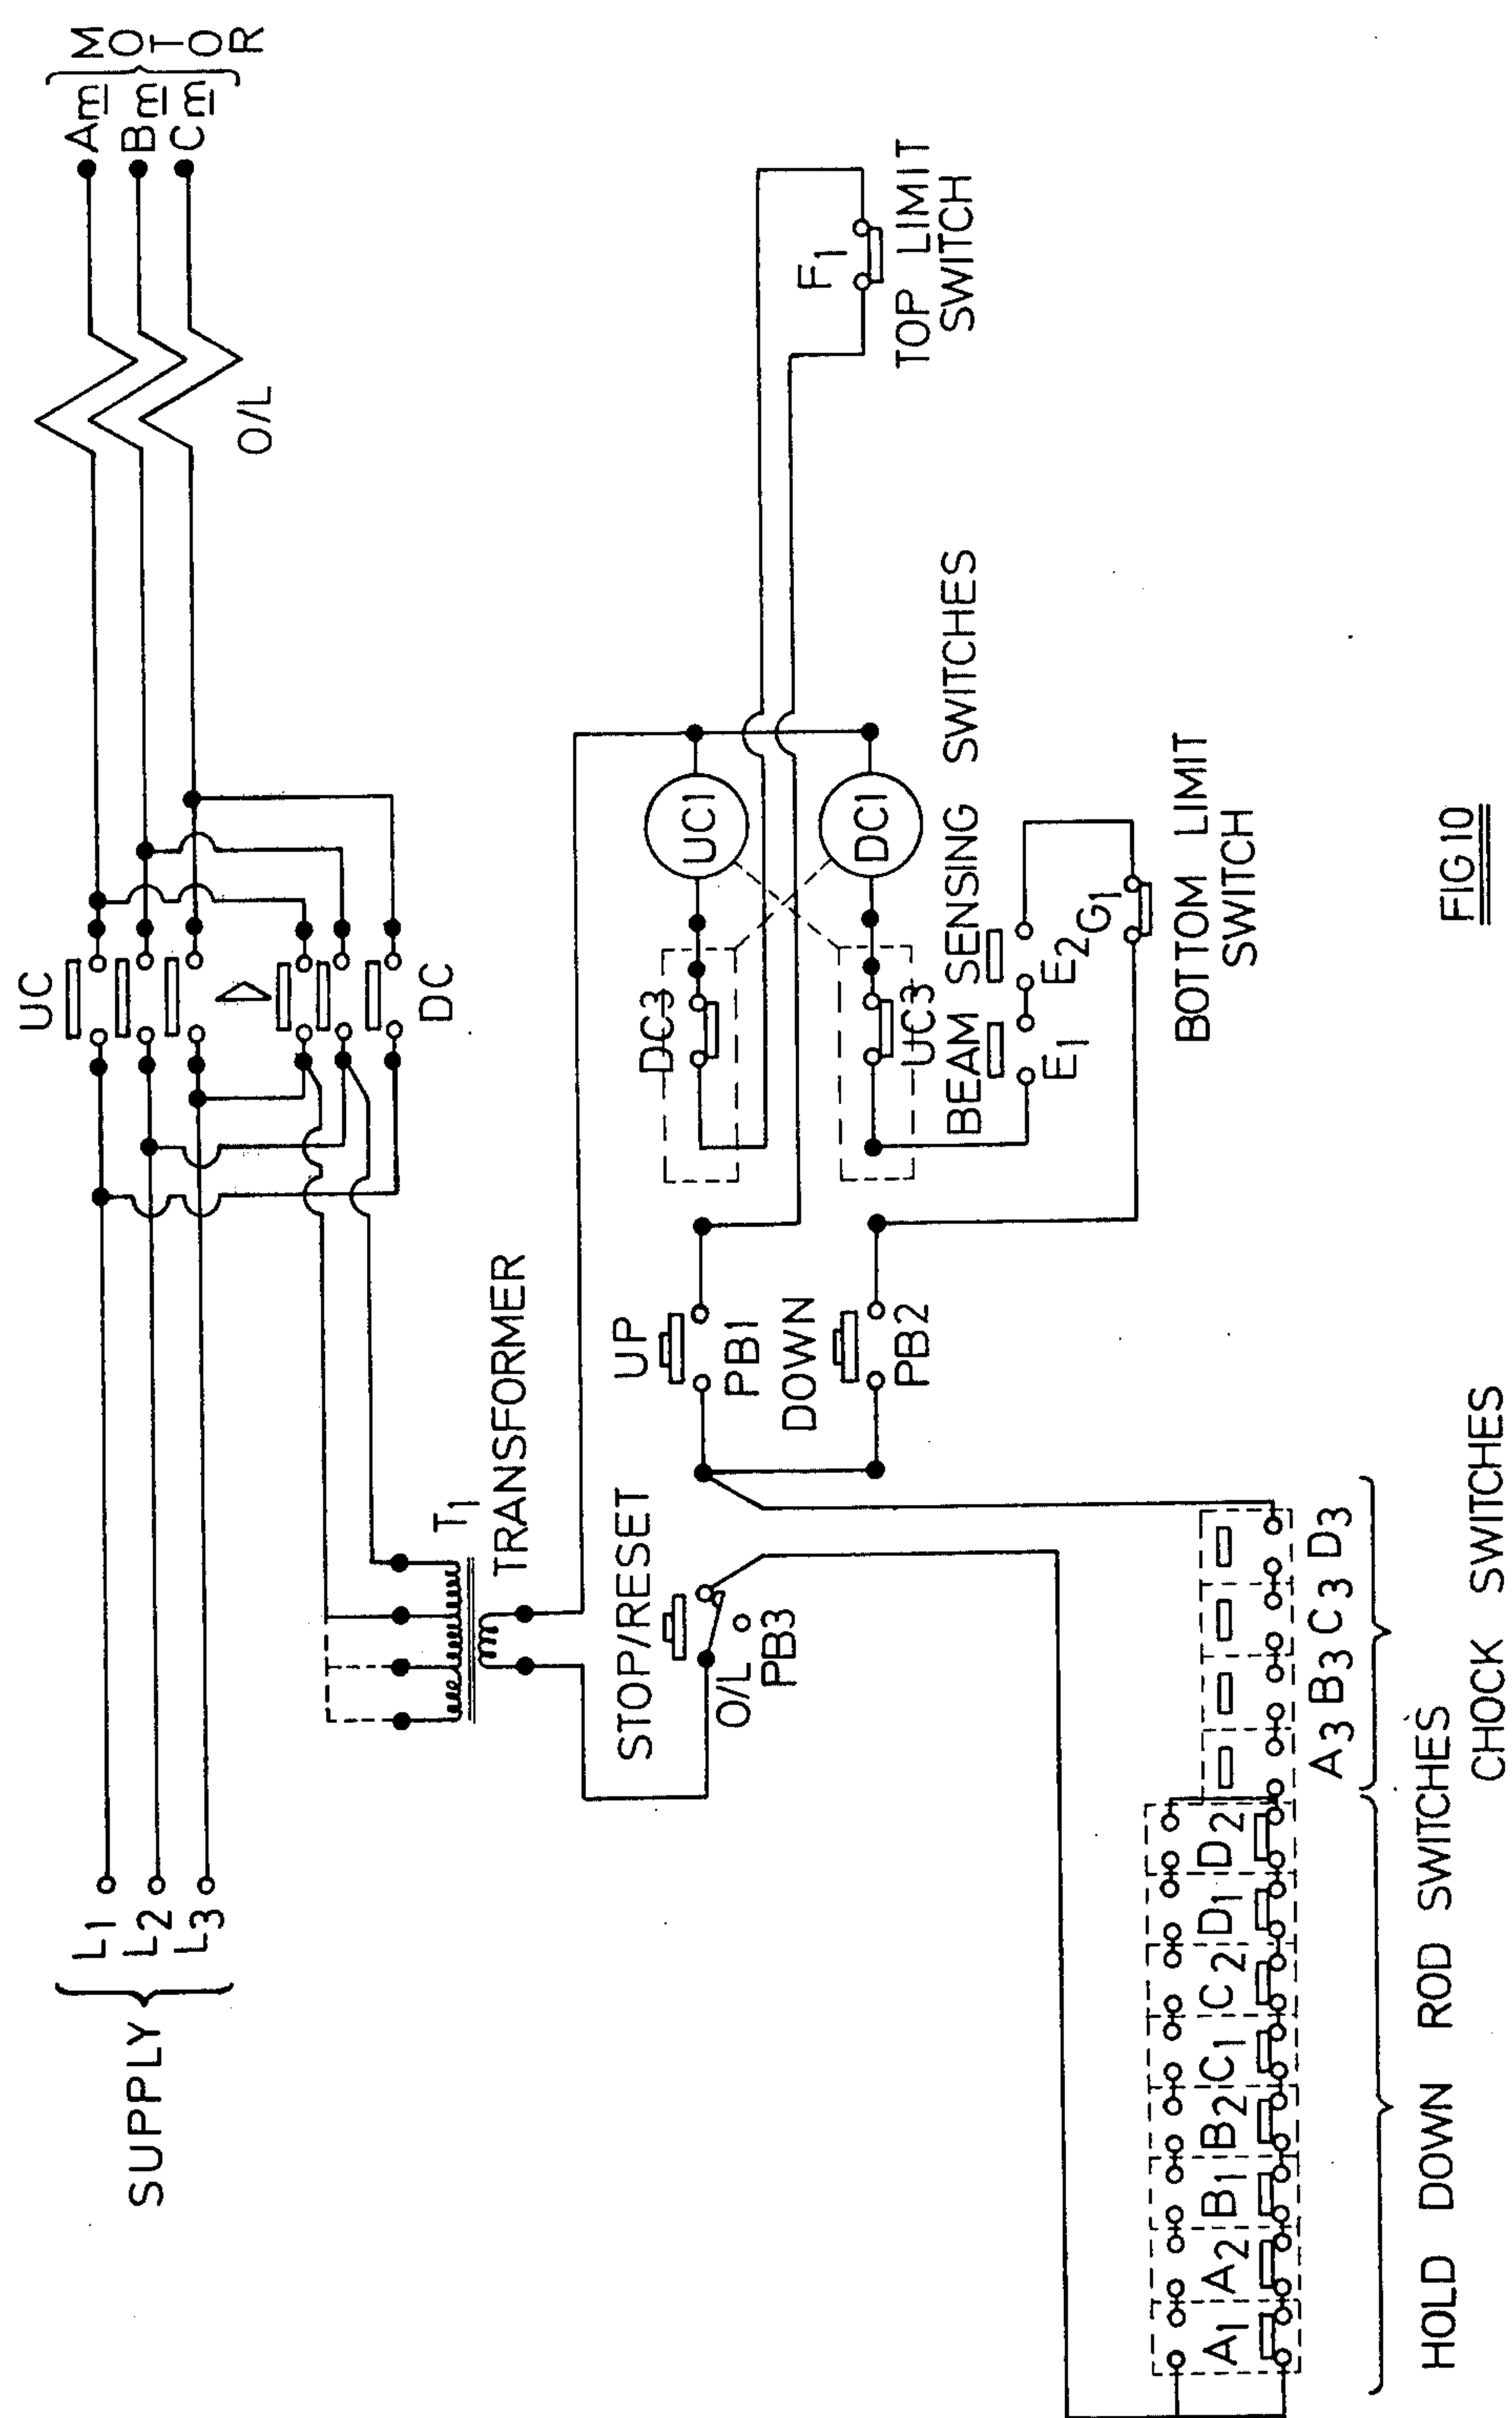 SUPPLY
L1
L2
L3
UC
DC
O/L
Am
Bm
Cm
MOTOR
T1
TRANSFORMER
STOP/RESET
O/L
PB3
UP
PB1
DOWN
PB2
DC3
UC1
UC3
DC1
BEAM SENSING SWITCHES
E1
E2
G1
BOTTOM LIMIT
SWITCH
F1
TOP LIMIT
SWITCH
A1 A2 B1 B2 C1 C2 D1 D2
A3 B3 C3 D3
HOLD DOWN ROD SWITCHES
CHOCK SWITCHES
FIG 10